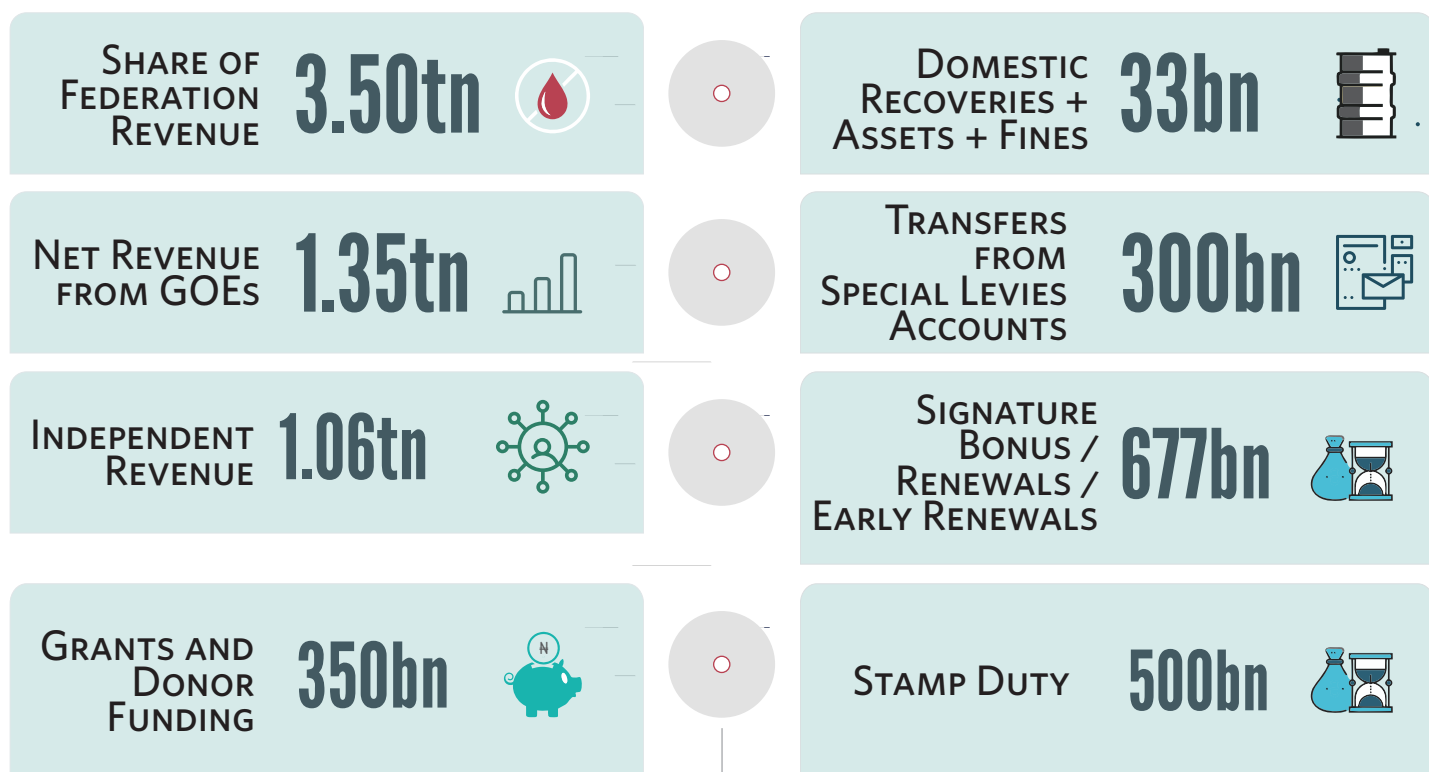 SHARE OF
FEDERATION
REVENUE
3.50tn
DOMESTIC
RECOVERIES +
ASSETS + FINES
33bn
NET REVENUE
FROM GOES
1.35tn
TRANSFERS
FROM
SPECIAL LEVIES
ACCOUNTS
300bn
INDEPENDENT
REVENUE
1.06tn
SIGNATURE
BONUS /
RENEWALS /
EARLY RENEWALS
677bn
GRANTS AND
DONOR
FUNDING
350bn
₦
STAMP DUTY
500bn